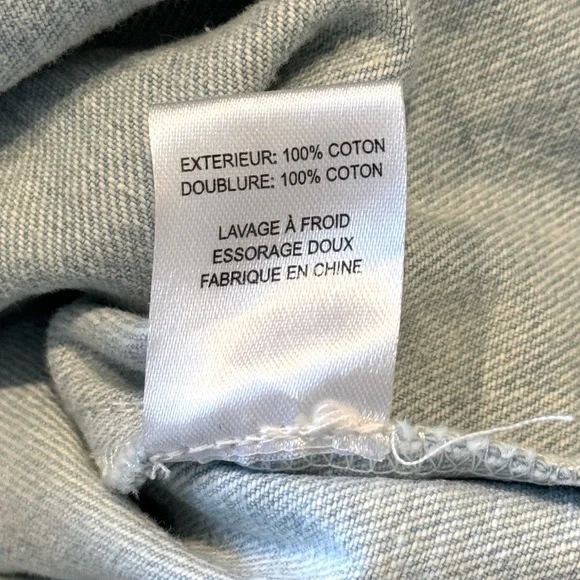 EXTERIEUR: 100% COTON
DOUBLURE: 100% COTON
LAVAGE À FROID
ESSORAGE DOUX
FABRIQUE EN CHINE